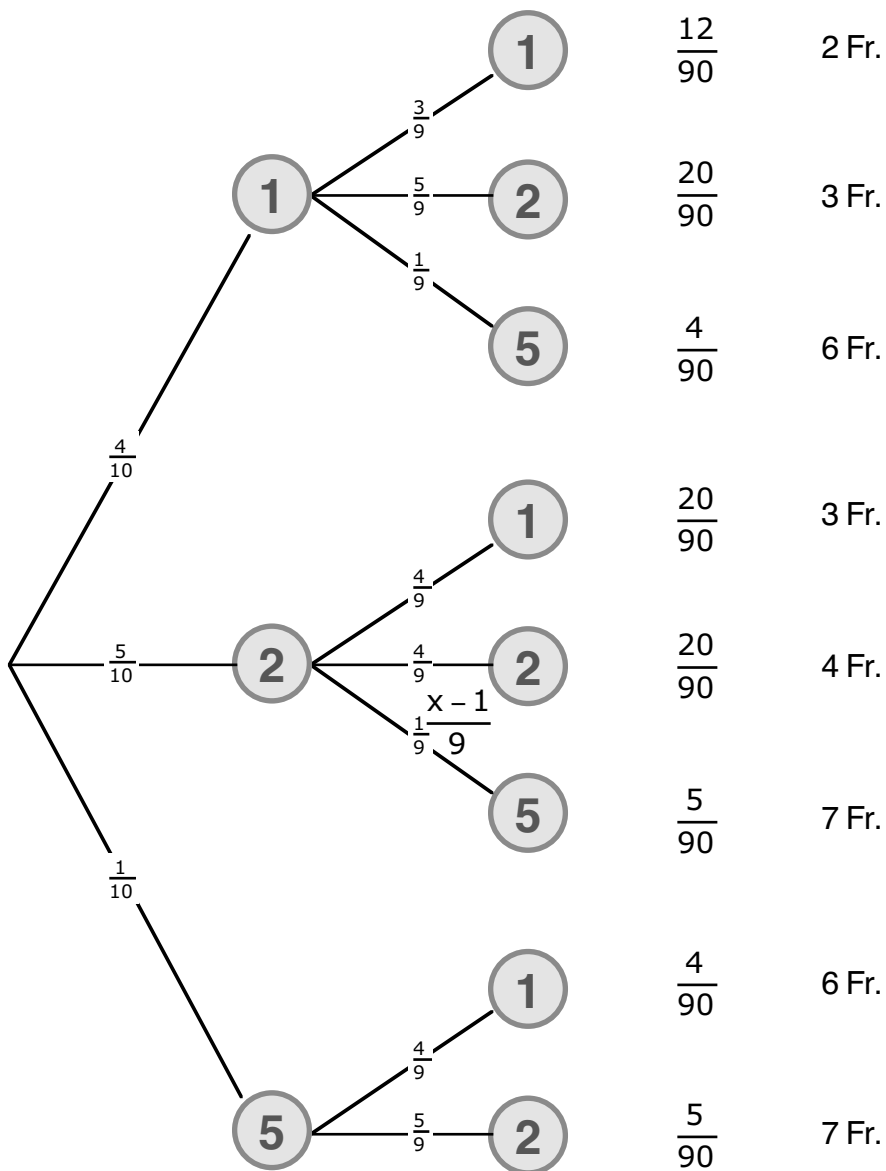 1 12/90 2 Fr.
3/9
1 5/9 2 20/90 3 Fr.
1/9
5 4/90 6 Fr.
4/10
1 20/90 3 Fr.
4/9
5/10 2 4/9 2 20/90 4 Fr.
1/9 x – 1/9
5 5/90 7 Fr.
1/10
1 4/90 6 Fr.
4/9
5 5/9 2 5/90 7 Fr.